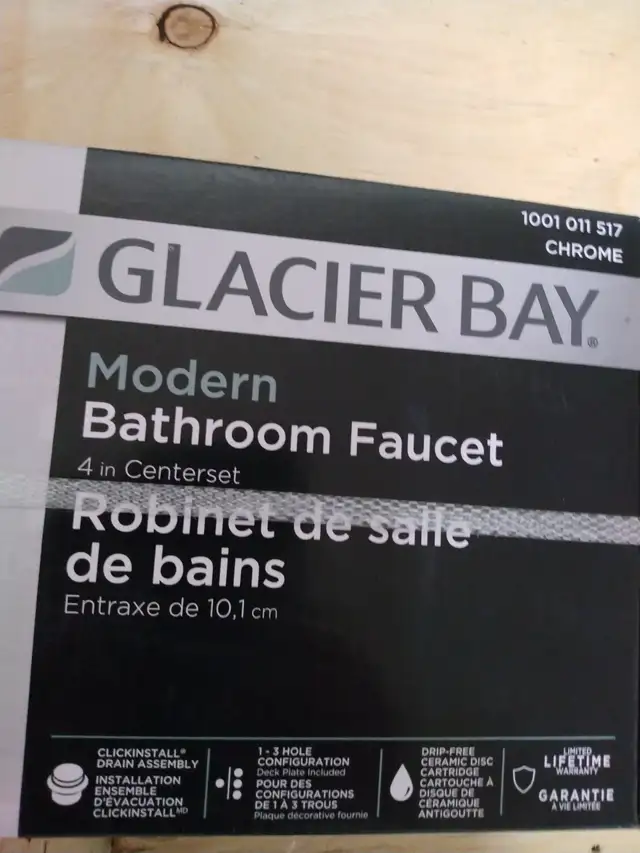 1001 011 517
CHROME
GLACIER BAY®
Modern
Bathroom Faucet
4 in Centerset
Robinet de salle
de bains
Entraxe de 10,1 cm
CLICKINSTALL®
DRAIN ASSEMBLY
INSTALLATION
ENSEMBLE
D'ÉVACUATION
CLICKINSTALLMD
1 - 3 HOLE
CONFIGURATION
Deck Plate Included
POUR DES
CONFIGURATIONS
DE 1 À 3 TROUS
Plaque décorative fournie
DRIP-FREE
CERAMIC DISC
CARTRIDGE
CARTOUCHE À
DISQUE DE
CÉRAMIQUE
ANTIGOUTTE
LIMITED
LIFETIME
WARRANTY
GARANTIE
À VIE LIMITÉE